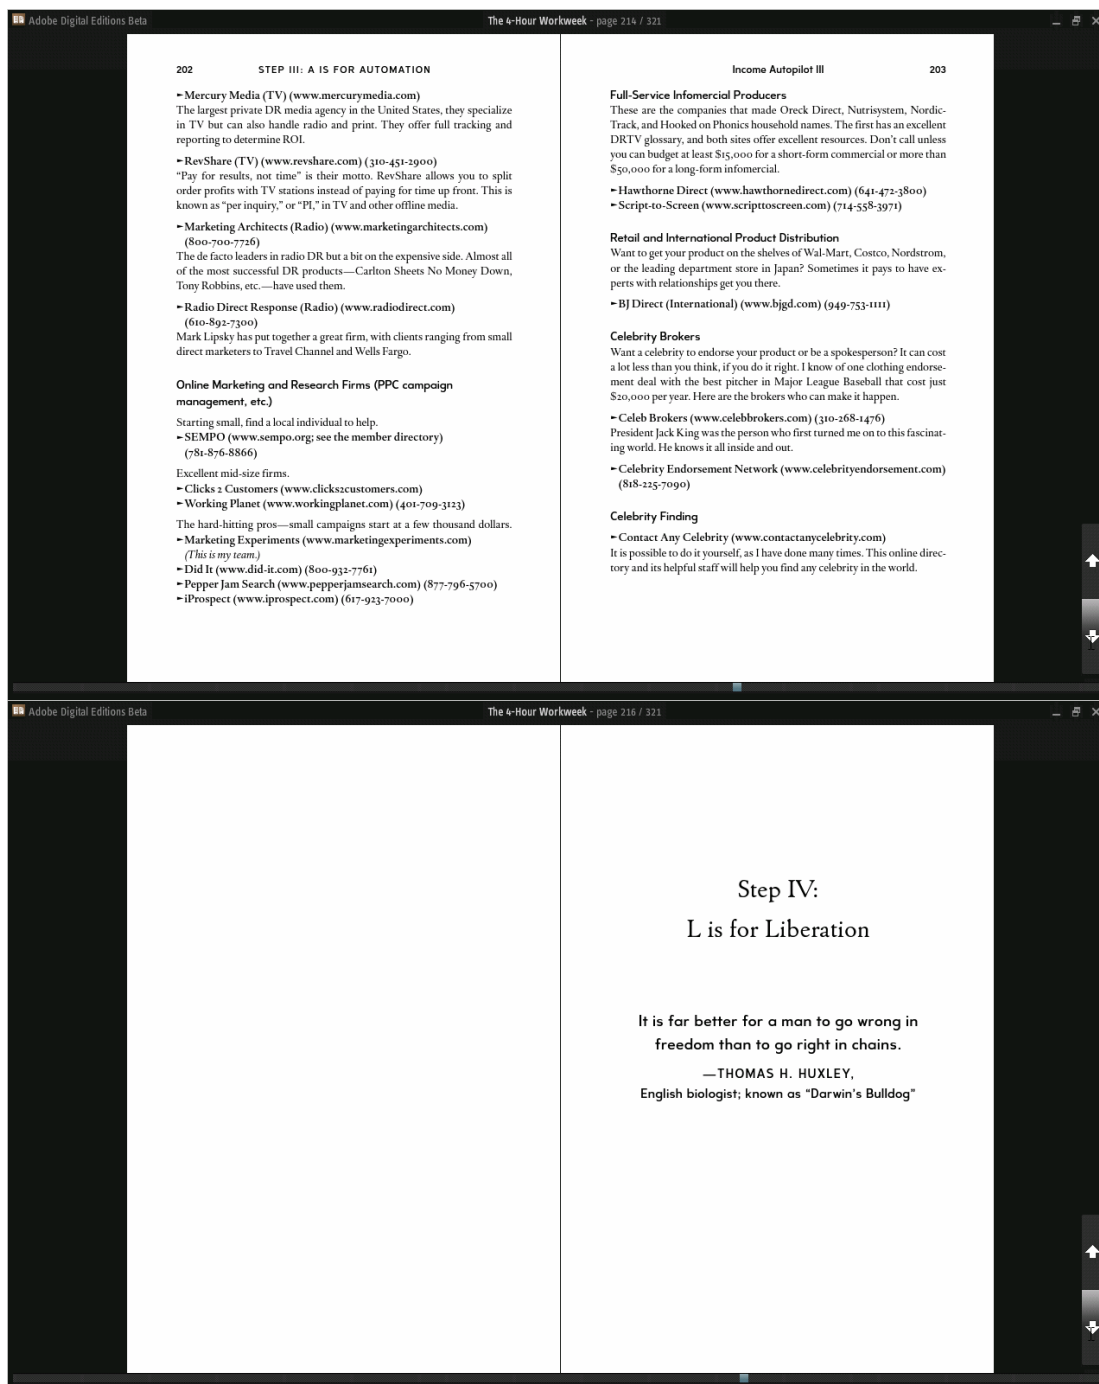 Adobe Digital Editions Beta
The 4-Hour Workweek - page 214 / 321
202
STEP III: A IS FOR AUTOMATION
►Mercury Media (TV) (www.mercurymedia.com)
The largest private DR media agency in the United States, they specialize
in TV but can also handle radio and print. They offer full tracking and
reporting to determine ROI.
►RevShare (TV) (www.revshare.com) (310-451-2900)
“Pay for results, not time” is their motto. RevShare allows you to split
order profits with TV stations instead of paying for time up front. This is
known as “per inquiry,” or “PI,” in TV and other offline media.
►Marketing Architects (Radio) (www.marketingarchitects.com)
(800-700-7726)
The de facto leaders in radio DR but a bit on the expensive side. Almost all
of the most successful DR products—Carlton Sheets No Money Down,
Tony Robbins, etc.—have used them.
►Radio Direct Response (Radio) (www.radiodirect.com)
(610-892-7300)
Mark Lipsky has put together a great firm, with clients ranging from small
direct marketers to Travel Channel and Wells Fargo.
Online Marketing and Research Firms (PPC campaign
management, etc.)
Starting small, find a local individual to help.
►SEMPO (www.sempo.org; see the member directory)
(781-876-8866)
Excellent mid-size firms.
►Clicks 2 Customers (www.clicks2customers.com)
►Working Planet (www.workingplanet.com) (401-709-3123)
The hard-hitting pros—small campaigns start at a few thousand dollars.
►Marketing Experiments (www.marketingexperiments.com)
(This is my team.)
►Did It (www.did-it.com) (800-932-7761)
►Pepper Jam Search (www.pepperjamsearch.com) (877-796-5700)
►iProspect (www.iprospect.com) (617-923-7000)
Income Autopilot III
203
Full-Service Infomercial Producers
These are the companies that made Oreck Direct, Nutrisystem, Nordic-
Track, and Hooked on Phonics household names. The first has an excellent
DRTV glossary, and both sites offer excellent resources. Don't call unless
you can budget at least $15,000 for a short-form commercial or more than
$50,000 for a long-form infomercial.
►Hawthorne Direct (www.hawthornedirect.com) (641-472-3800)
►Script-to-Screen (www.scripttoscreen.com) (714-558-3971)
Retail and International Product Distribution
Want to get your product on the shelves of Wal-Mart, Costco, Nordstrom,
or the leading department store in Japan? Sometimes it pays to have ex-
perts with relationships get you there.
►BJ Direct (International) (www.bjgd.com) (949-753-1111)
Celebrity Brokers
Want a celebrity to endorse your product or be a spokesperson? It can cost
a lot less than you think, if you do it right. I know of one clothing endorse-
ment deal with the best pitcher in Major League Baseball that cost just
$20,000 per year. Here are the brokers who can make it happen.
►Celeb Brokers (www.celebbrokers.com) (310-268-1476)
President Jack King was the person who first turned me on to this fascinat-
ing world. He knows it all inside and out.
►Celebrity Endorsement Network (www.celebrityendorsement.com)
(818-225-7090)
Celebrity Finding
►Contact Any Celebrity (www.contactanycelebrity.com)
It is possible to do it yourself, as I have done many times. This online direc-
tory and its helpful staff will help you find any celebrity in the world.
Adobe Digital Editions Beta
The 4-Hour Workweek - page 216 / 321
Step IV:
L is for Liberation
It is far better for a man to go wrong in
freedom than to go right in chains.
—THOMAS H. HUXLEY,
English biologist; known as “Darwin's Bulldog”